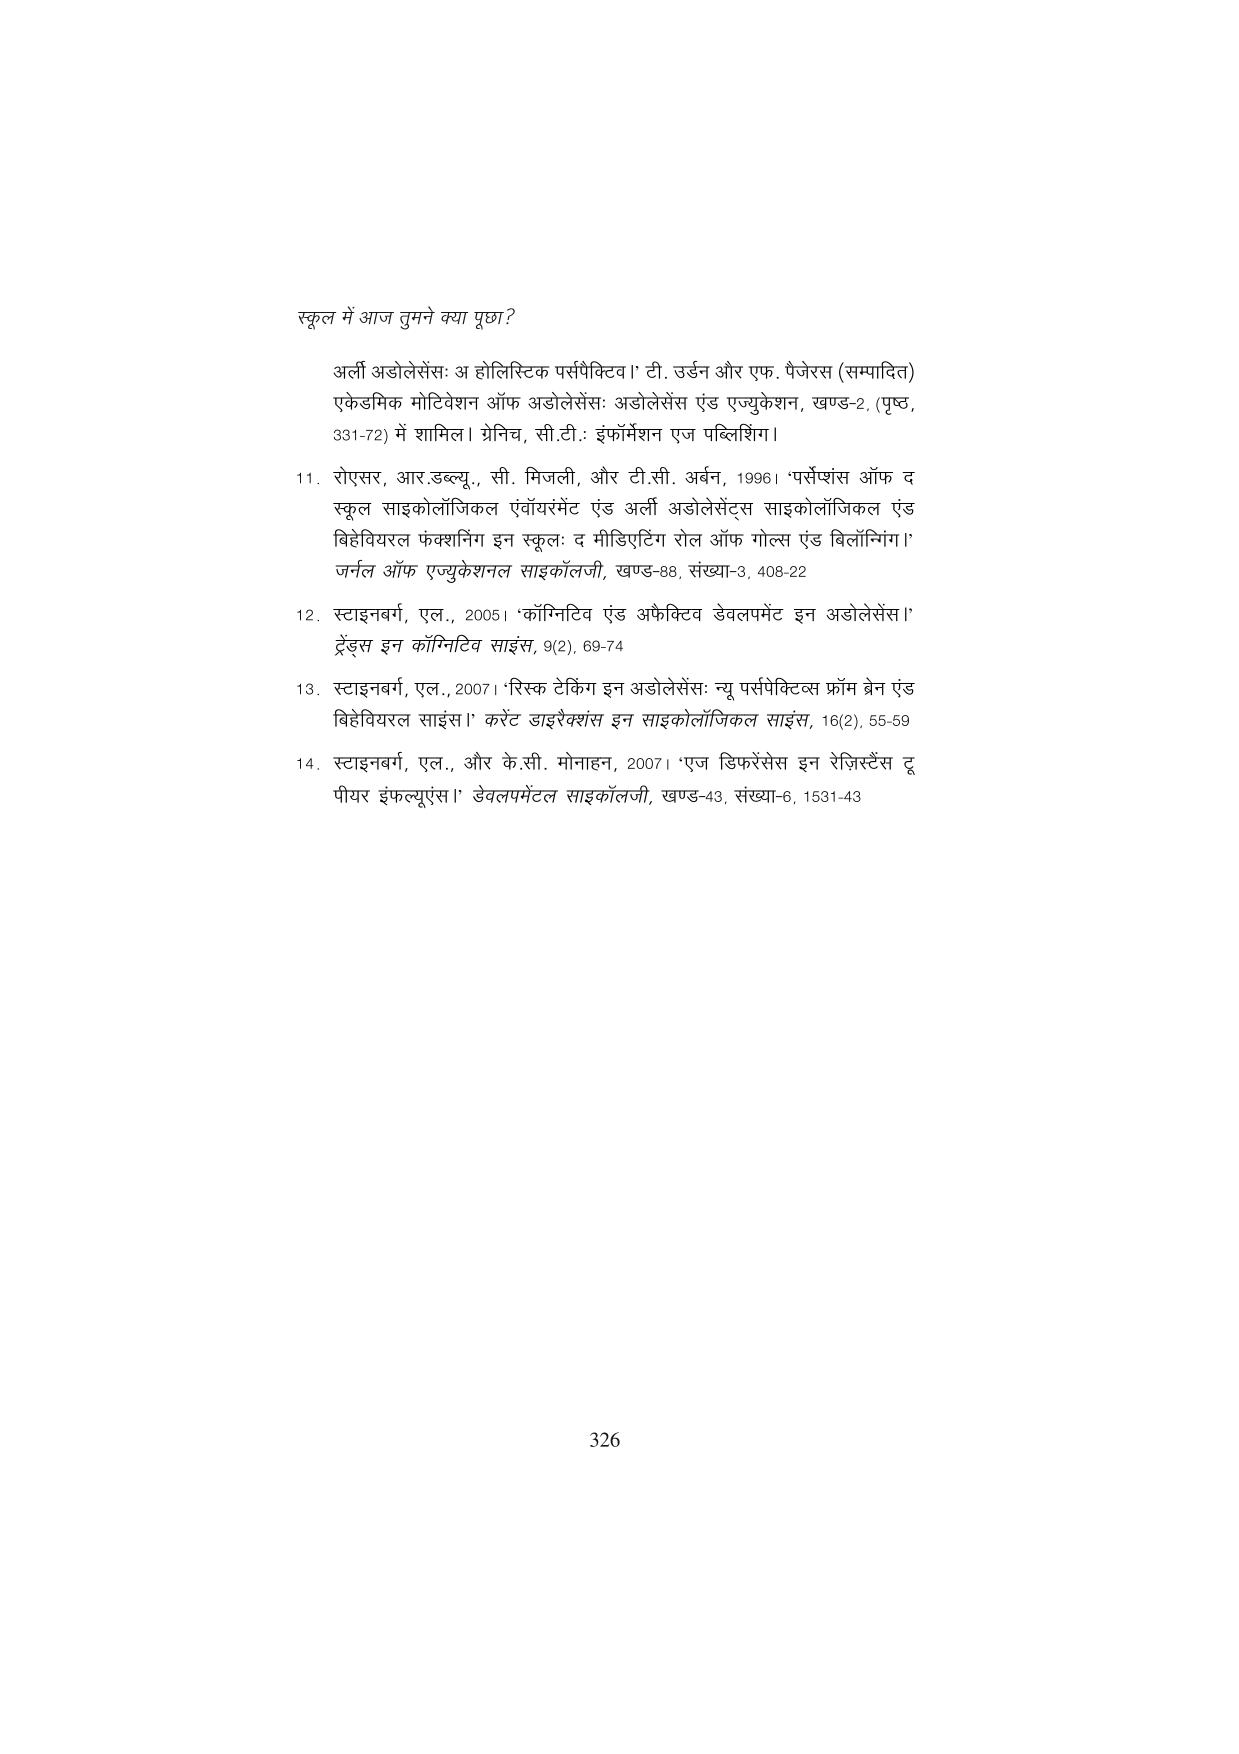 स्कूल में आज तुमने क्या पूछा?
अर्ली अडोलेसेंसः अ होलिस्टिक पर्सपैक्टिव।’ टी. उर्डन और एफ. पैजेरस (सम्पादित)
एकेडमिक मोटिवेशन ऑफ अडोलेसेंसः अडोलेसेंस एंड एज्युकेशन, खण्ड-2, (पृष्ठ,
331-72) में शामिल। ग्रेनिच, सी.टी.: इंफॉर्मेशन एज पब्लिशिंग।
11. रोएसर, आर.डब्ल्यू., सी. मिजली, और टी.सी. अर्बन, 1996। ‘पर्सेप्शंस ऑफ द
स्कूल साइकोलॉजिकल एंवॉयरंमेंट एंड अर्ली अडोलेसेंट्स साइकोलॉजिकल एंड
बिहेवियरल फंक्शनिंग इन स्कूलः द मीडिएटिंग रोल ऑफ गोल्स एंड बिलॉन्गिंग।’
जर्नल ऑफ एज्युकेशनल साइकॉलजी, खण्ड-88, संख्या-3, 408-22
12. स्टाइनबर्ग, एल., 2005। ‘कॉग्निटिव एंड अफैक्टिव डेवलपमेंट इन अडोलेसेंस।’
ट्रेंड्स इन कॉग्निटिव साइंस, 9(2), 69-74
13. स्टाइनबर्ग, एल., 2007। ‘रिस्क टेकिंग इन अडोलेसेंसः न्यू पर्सपेक्टिव्स फ्रॉम ब्रेन एंड
बिहेवियरल साइंस।’ करेंट डाइरैक्शंस इन साइकोलॉजिकल साइंस, 16(2), 55-59
14. स्टाइनबर्ग, एल., और के.सी. मोनाहन, 2007। ‘एज डिफरेंसेस इन रेज़िस्टैंस टू
पीयर इंफल्यूएंस।’ डेवलपमेंटल साइकॉलजी, खण्ड-43, संख्या-6, 1531-43
326